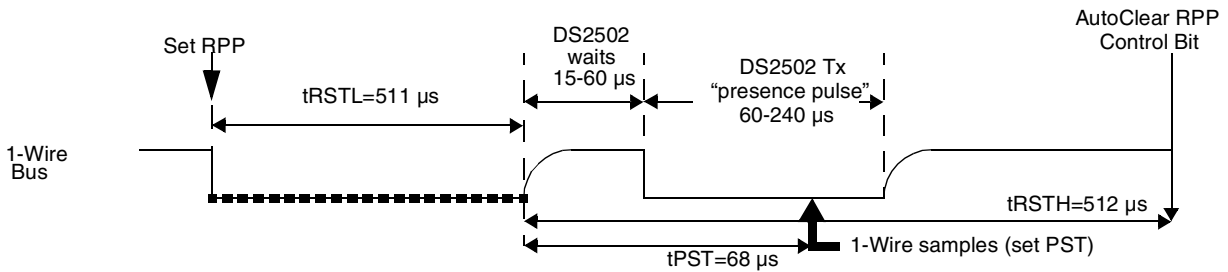 AutoClear RPP
Control Bit
Set RPP
DS2502
waits
15-60 µs
DS2502 Tx
“presence pulse”
60-240 µs
tRSTL=511 µs
1-Wire
Bus
tRSTH=512 µs
1-Wire samples (set PST)
tPST=68 µs